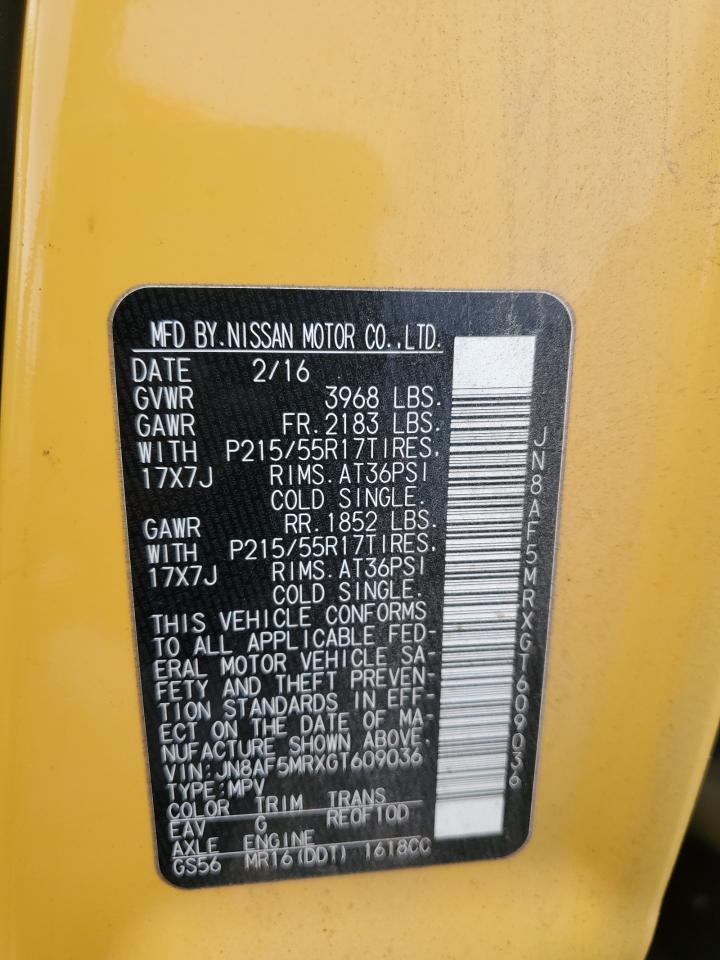 MFD BY.NISSAN MOTOR CO.,LTD.
DATE 2/16
GVWR 3968 LBS.
GAWR FR.2183 LBS.
WITH P215/55R17TIRES,
17X7J RIMS.AT36PSI
COLD SINGLE.
GAWR RR.1852 LBS.
WITH P215/55R17TIRES.
17X7J RIMS.AT36PSI
COLD SINGLE.
THIS VEHICLE CONFORMS
TO ALL APPLICABLE FED-
ERAL MOTOR VEHICLE SA-
FETY AND THEFT PREVEN-
TION STANDARDS IN EFF-
ECT ON THE DATE OF MA-
NUFACTURE SHOWN ABOVE.
VIN:JN8AF5MRXGT609036
TYPE:MPV
COLOR TRIM TRANS
EAV G RE0F10D
AXLE ENGINE
GS56 MR16(DDT) 1618CC
JN8AF5MRXGT609036